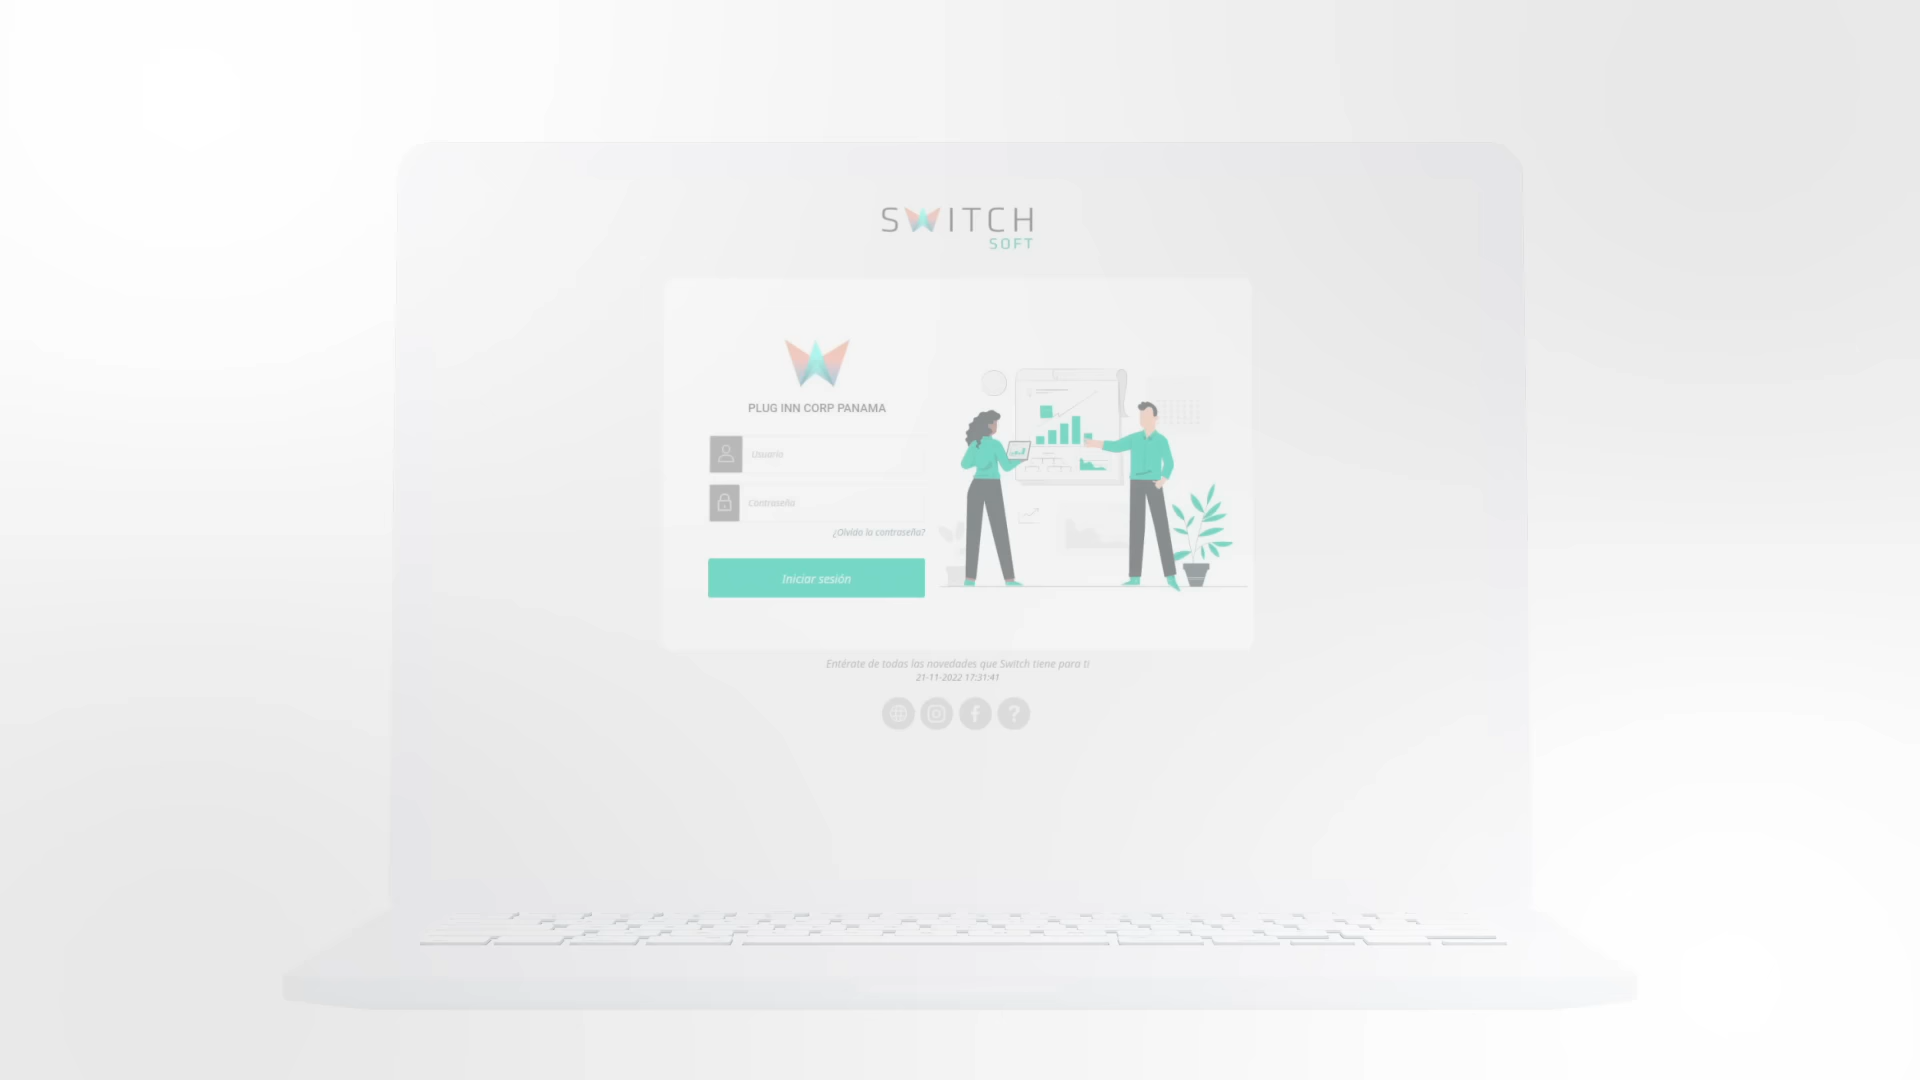 SWITCH
SOFT
PLUG INN CORP PANAMA
Usuario
Contraseña
¿Olvido la contraseña?
Iniciar sesión
Entérate de todas las novedades que Switch tiene para ti
21-11-2022 17:31:41